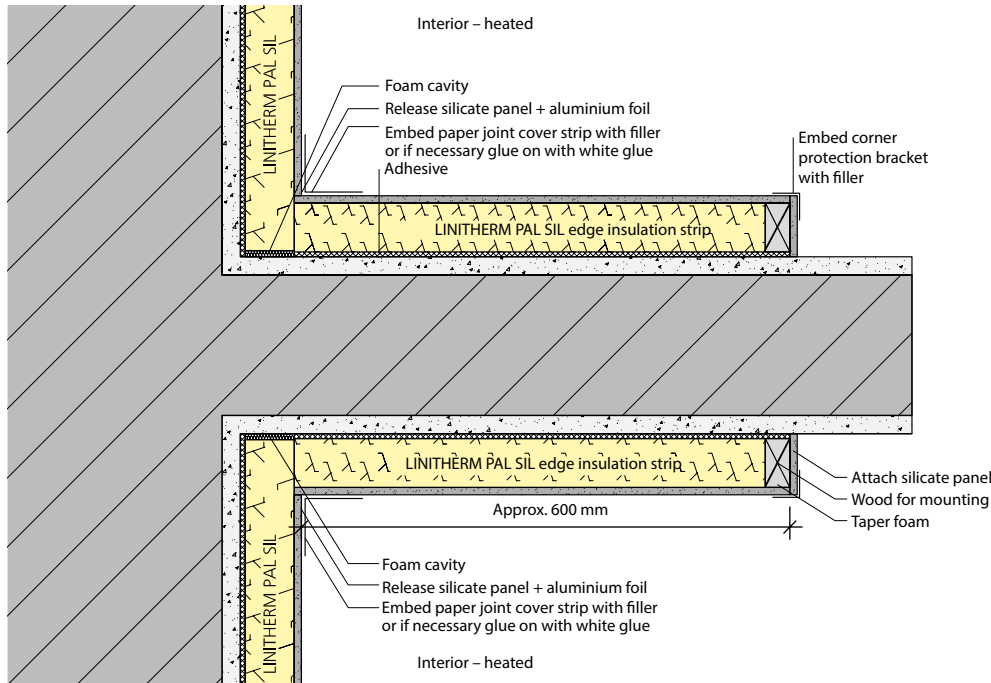 Interior – heated
LINITHERM PAL SIL
Foam cavity
Release silicate panel + aluminium foil
Embed paper joint cover strip with filler
or if necessary glue on with white glue
Adhesive
Embed corner
protection bracket
with filler
LINITHERM PAL SIL edge insulation strip
LINITHERM PAL SIL edge insulation strip
Attach silicate panel
Wood for mounting
Taper foam
Approx. 600 mm
LINITHERM PAL SIL
Foam cavity
Release silicate panel + aluminium foil
Embed paper joint cover strip with filler
or if necessary glue on with white glue
Interior – heated